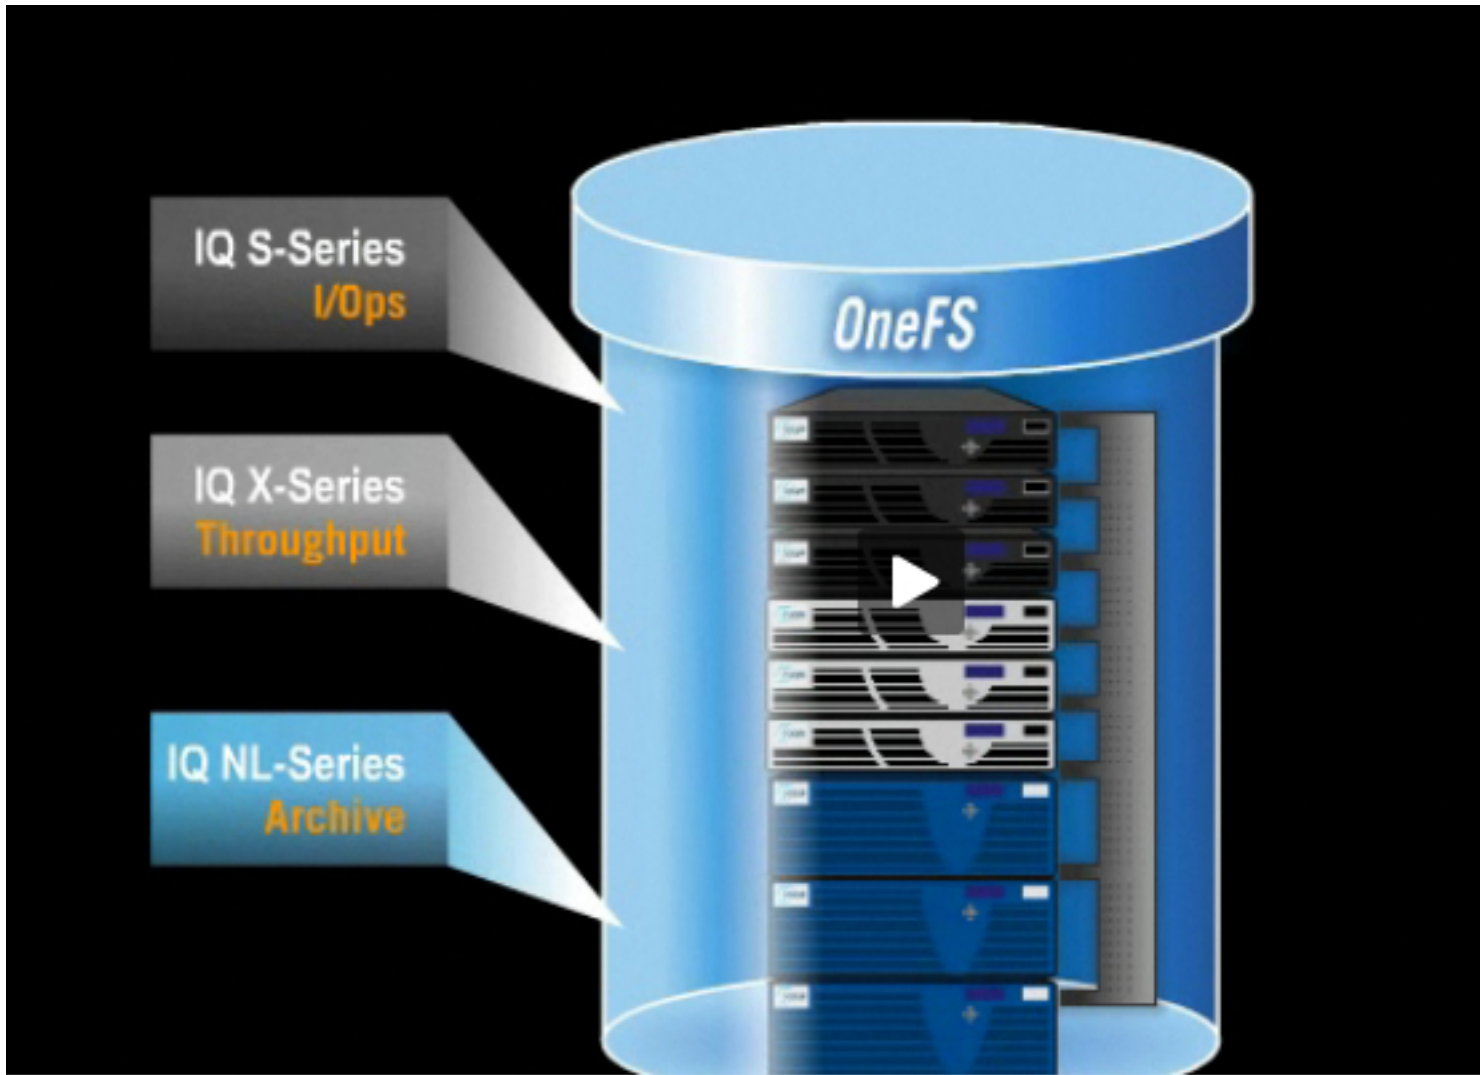 IQ S-Series
I/Ops
OneFS
IQ X-Series
Throughput
IQ NL-Series
Archive